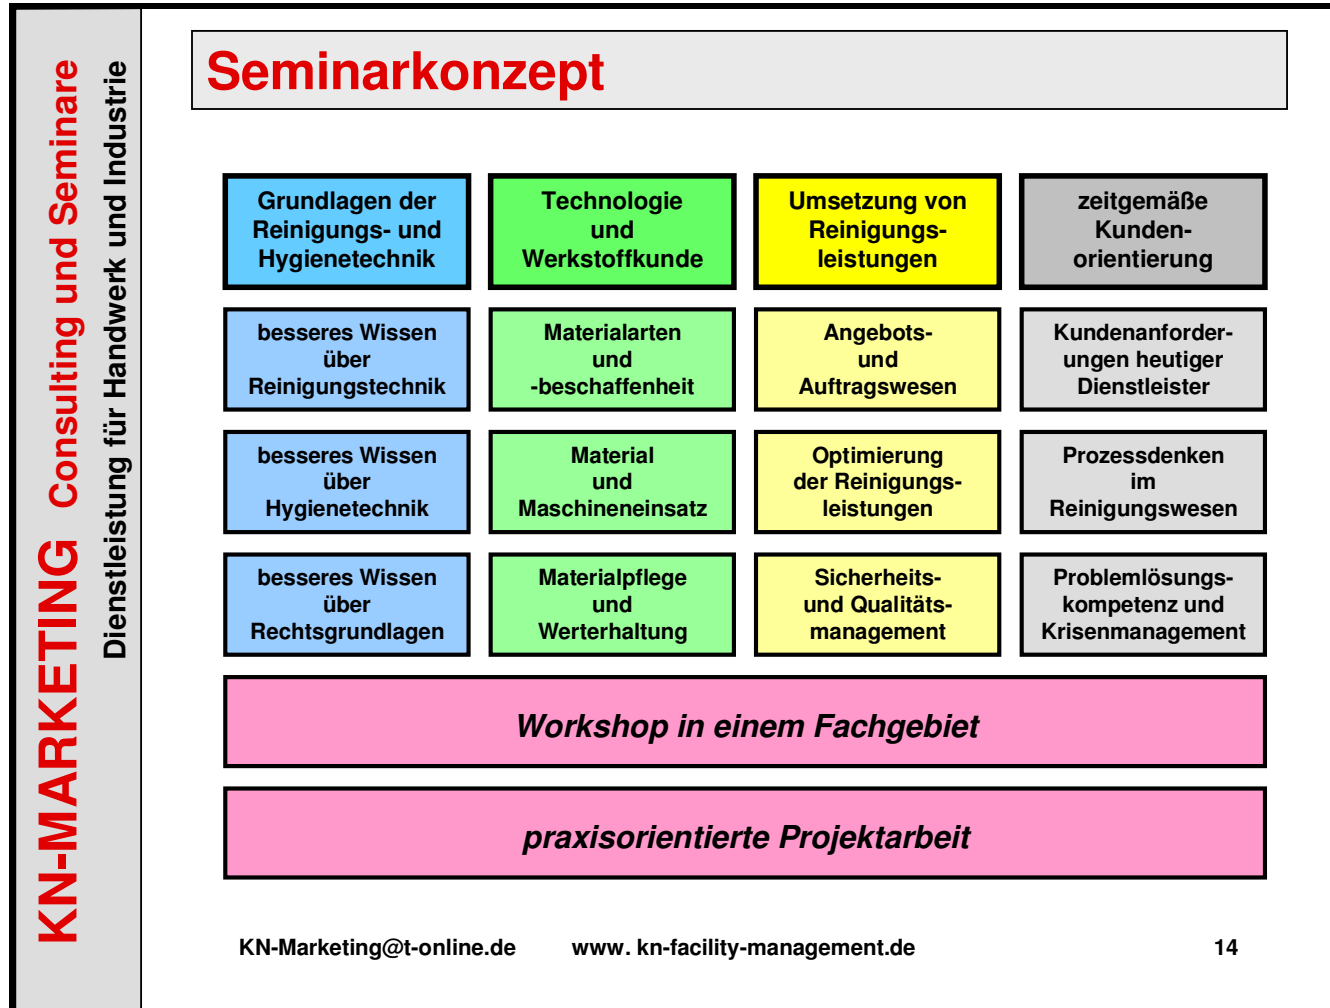 KN-MARKETING Consulting und Seminare
Dienstleistung für Handwerk und Industrie
Seminarkonzept
Grundlagen der
Reinigungs- und
Hygienetechnik
Technologie
und
Werkstoffkunde
Umsetzung von
Reinigungs-
leistungen
zeitgemäße
Kunden-
orientierung
besseres Wissen
über
Reinigungstechnik
Materialarten
und
-beschaffenheit
Angebots-
und
Auftragswesen
Kundenanforder-
ungen heutiger
Dienstleister
besseres Wissen
über
Hygienetechnik
Material
und
Maschineneinsatz
Optimierung
der Reinigungs-
leistungen
Prozessdenken
im
Reinigungswesen
besseres Wissen
über
Rechtsgrundlagen
Materialpflege
und
Werterhaltung
Sicherheits-
und Qualitäts-
management
Problemlösungs-
kompetenz und
Krisenmanagement
Workshop in einem Fachgebiet
praxisorientierte Projektarbeit
KN-Marketing@t-online.de www. kn-facility-management.de 14